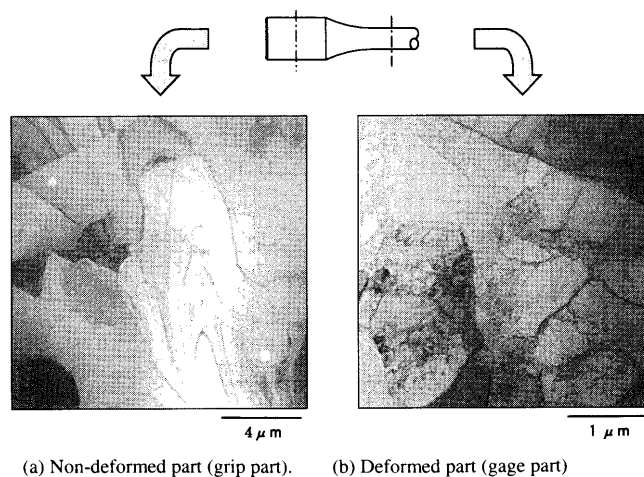 4 μm
1 μm
(a) Non-deformed part (grip part).
(b) Deformed part (gage part)